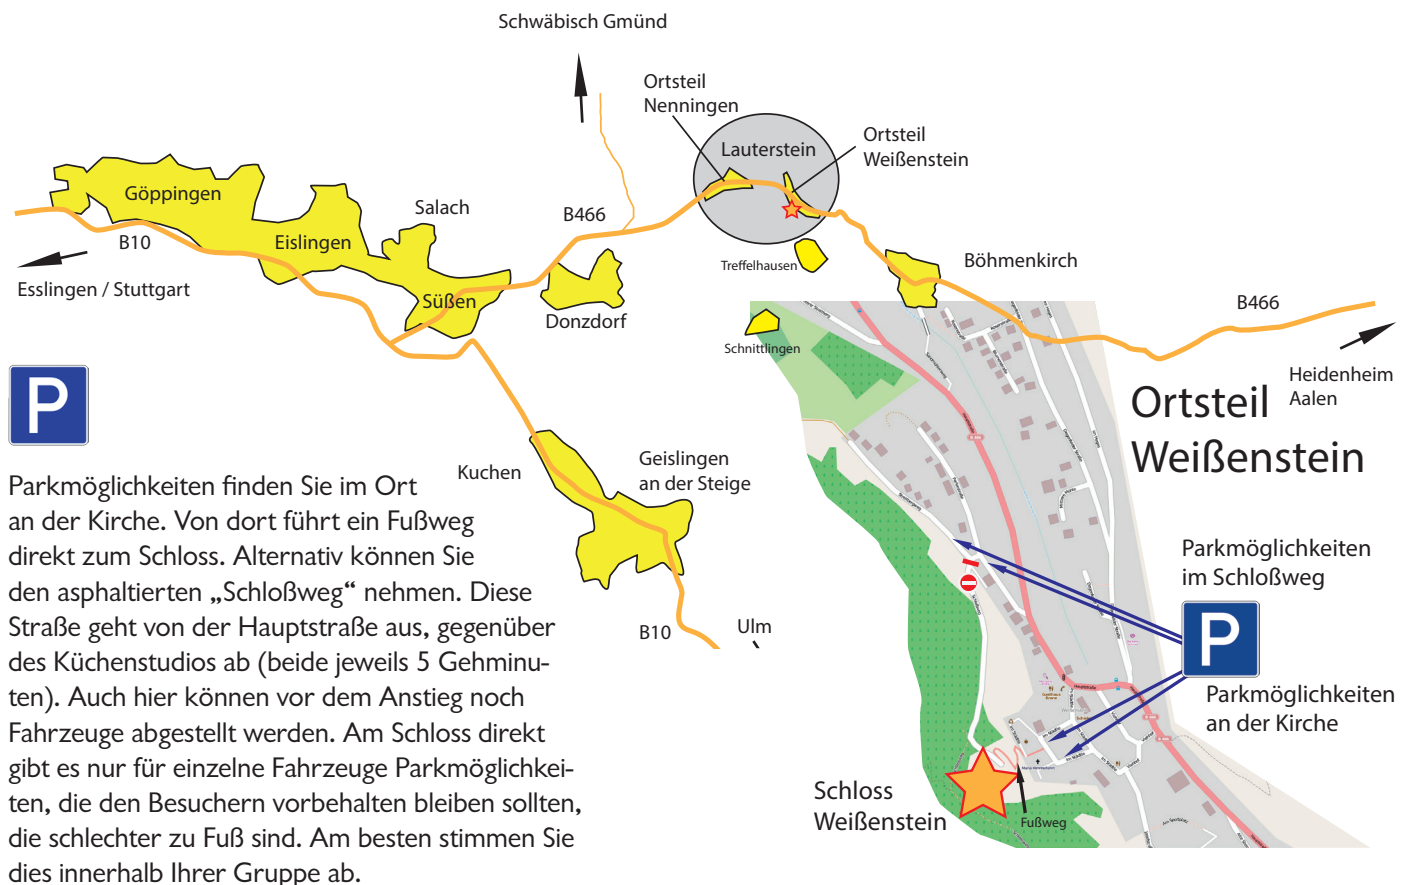 Schwäbisch Gmünd
Ortsteil
Nenningen
Ortsteil
Weißenstein
Lauterstein
Göppingen
Salach
B466
B10
Eislingen
Esslingen / Stuttgart
Süßen
Donzdorf
Treffelhausen
Böhmenkirch
B466
Schnittlingen
Heidenheim
Aalen
Ortsteil
Weißenstein
P
Kuchen
Geislingen
an der Steige
B10
Ulm
Parkmöglichkeiten finden Sie im Ort
an der Kirche. Von dort führt ein Fußweg
direkt zum Schloss. Alternativ können Sie
den asphaltierten „Schloßweg“ nehmen. Diese
Straße geht von der Hauptstraße aus, gegenüber
des Küchenstudios ab (beide jeweils 5 Gehminu-
ten). Auch hier können vor dem Anstieg noch
Fahrzeuge abgestellt werden. Am Schloss direkt
gibt es nur für einzelne Fahrzeuge Parkmöglichkei-
ten, die den Besuchern vorbehalten bleiben sollten,
die schlechter zu Fuß sind. Am besten stimmen Sie
dies innerhalb Ihrer Gruppe ab.
Parkmöglichkeiten
im Schloßweg
P
Parkmöglichkeiten
an der Kirche
Schloss
Weißenstein
Fußweg
Hauptstraße
Im Städtle